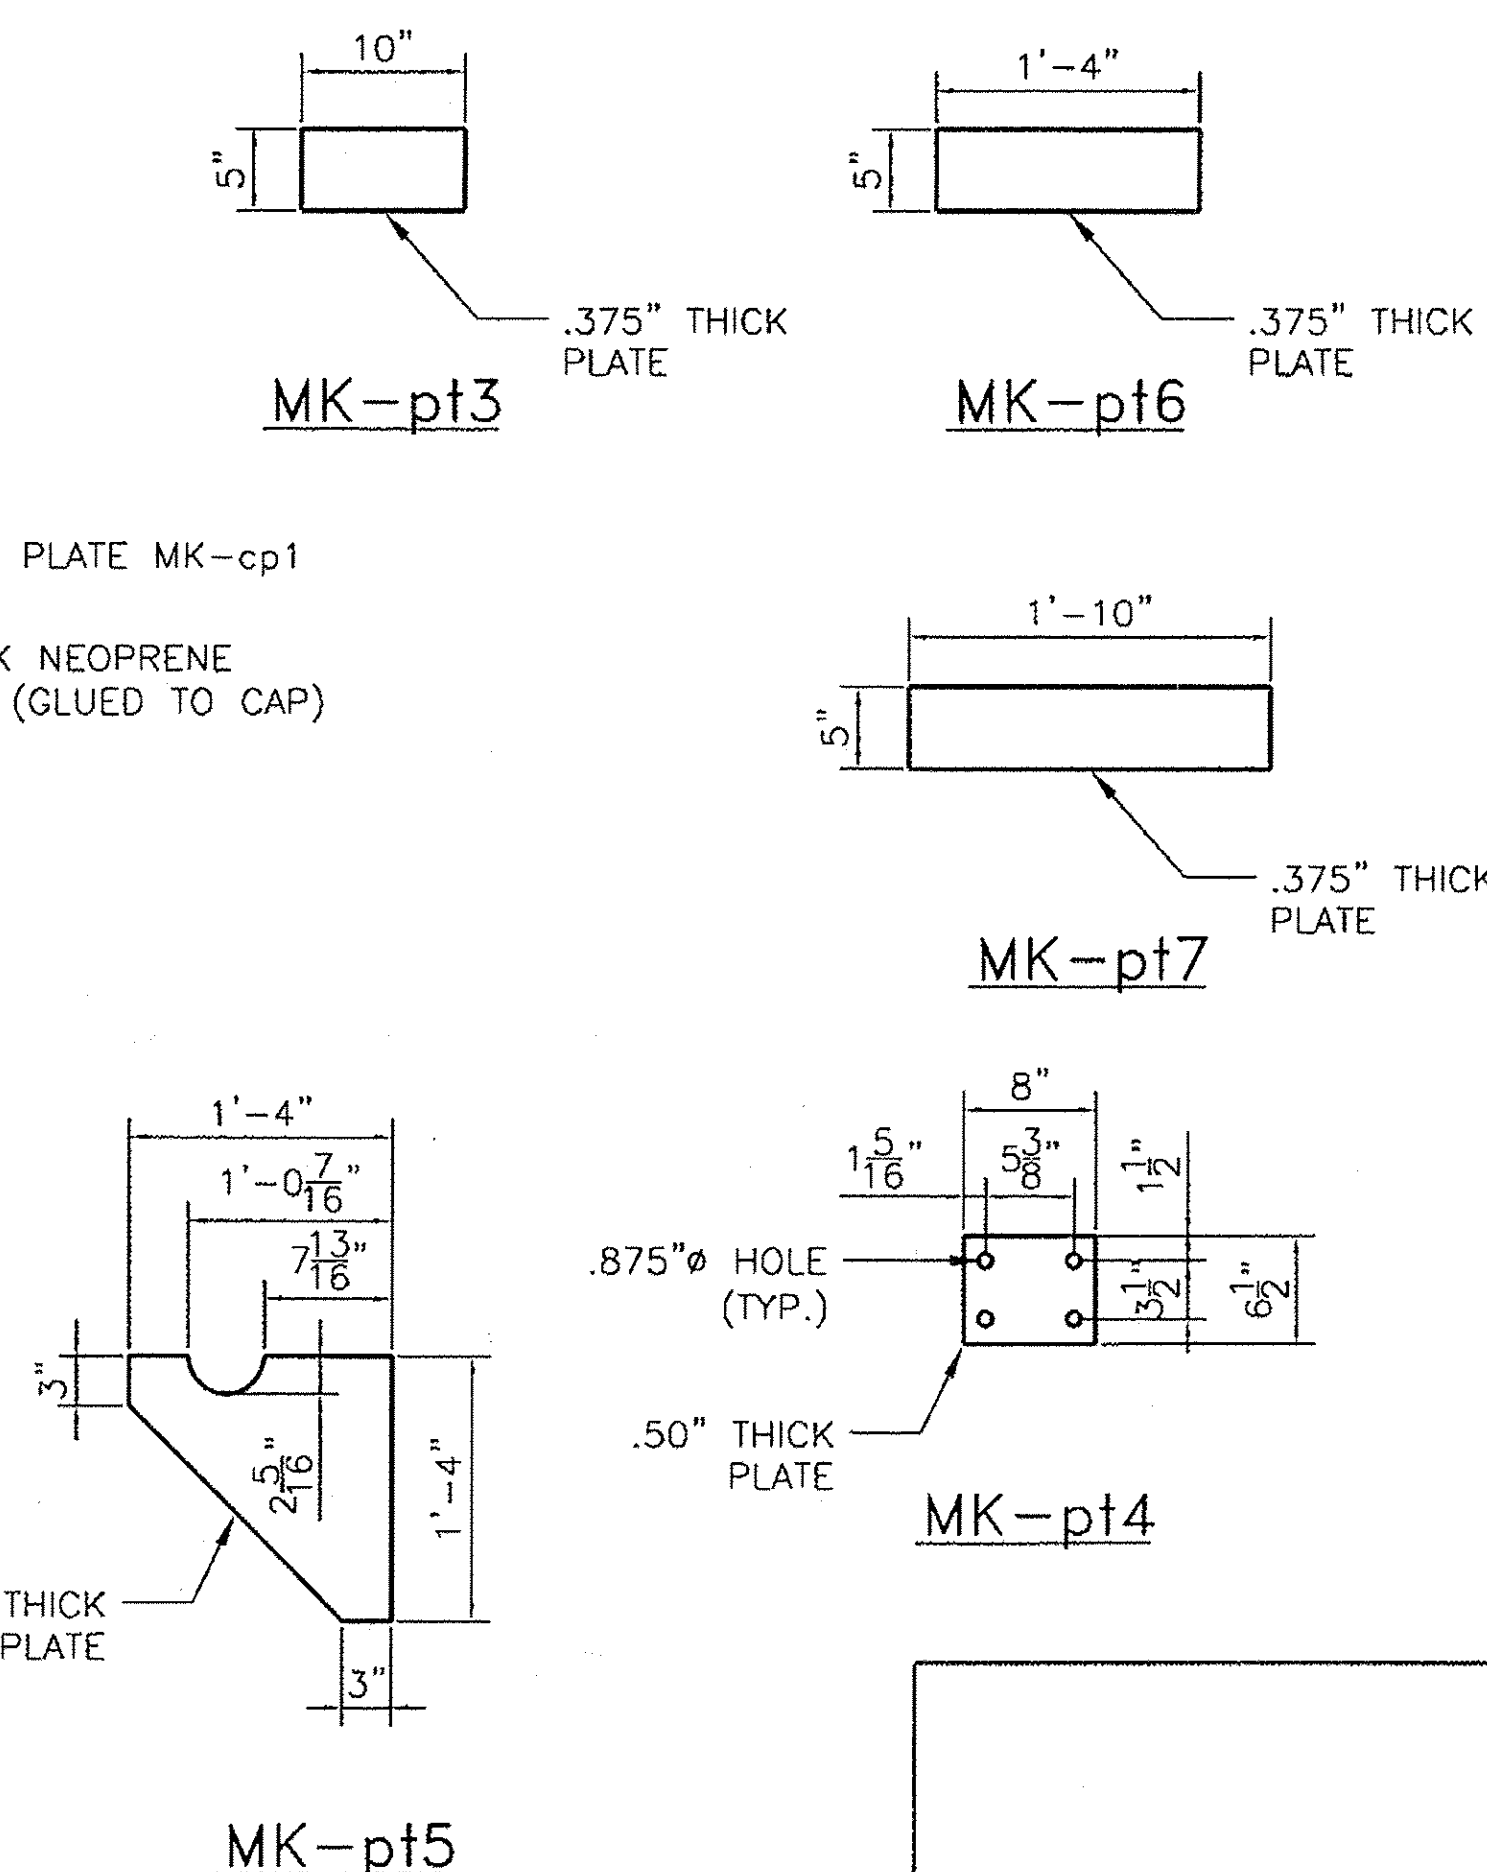 10"
5"
.375" THICK
PLATE
MK-pt3
1'-4"
5"
.375" THICK
PLATE
MK-pt6
PLATE MK-cp1
K NEOPRENE
(GLUED TO CAP)
1'-10"
5"
.375" THICK
PLATE
MK-pt7
1'-4"
1'-0 7/16"
7 13/16"
3"
2 5/16"
1'-4"
THICK
PLATE
3"
MK-pt5
8"
1 5/16"
5 3/8"
1 1/2"
.875"ø HOLE
(TYP.)
3 1/2"
6 1/2"
.50" THICK
PLATE
MK-pt4